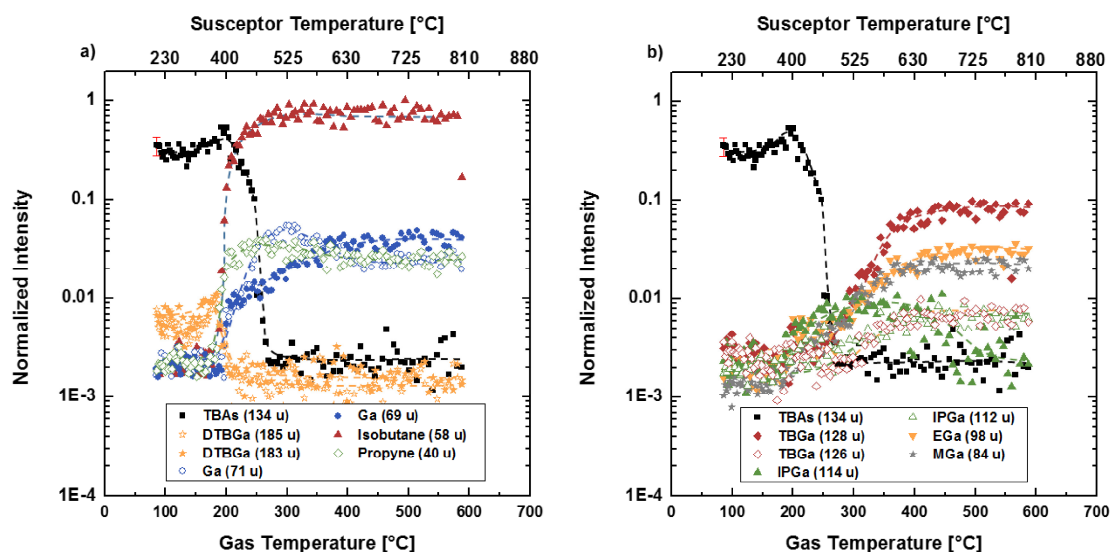 Susceptor Temperature [°C]
a)
230 400 525 630 725 810 880
Normalized Intensity
1
0.1
0.01
1E-3
1E-4
TBAs (134 u)
DTBGa (185 u)
DTBGa (183 u)
Ga (71 u)
Ga (69 u)
Isobutane (58 u)
Propyne (40 u)
0 100 200 300 400 500 600 700
Gas Temperature [°C]
Susceptor Temperature [°C]
b)
230 400 525 630 725 810 880
Normalized Intensity
1
0.1
0.01
1E-3
1E-4
TBAs (134 u)
TBGa (128 u)
TBGa (126 u)
IPGa (114 u)
IPGa (112 u)
EGa (98 u)
MGa (84 u)
0 100 200 300 400 500 600 700
Gas Temperature [°C]